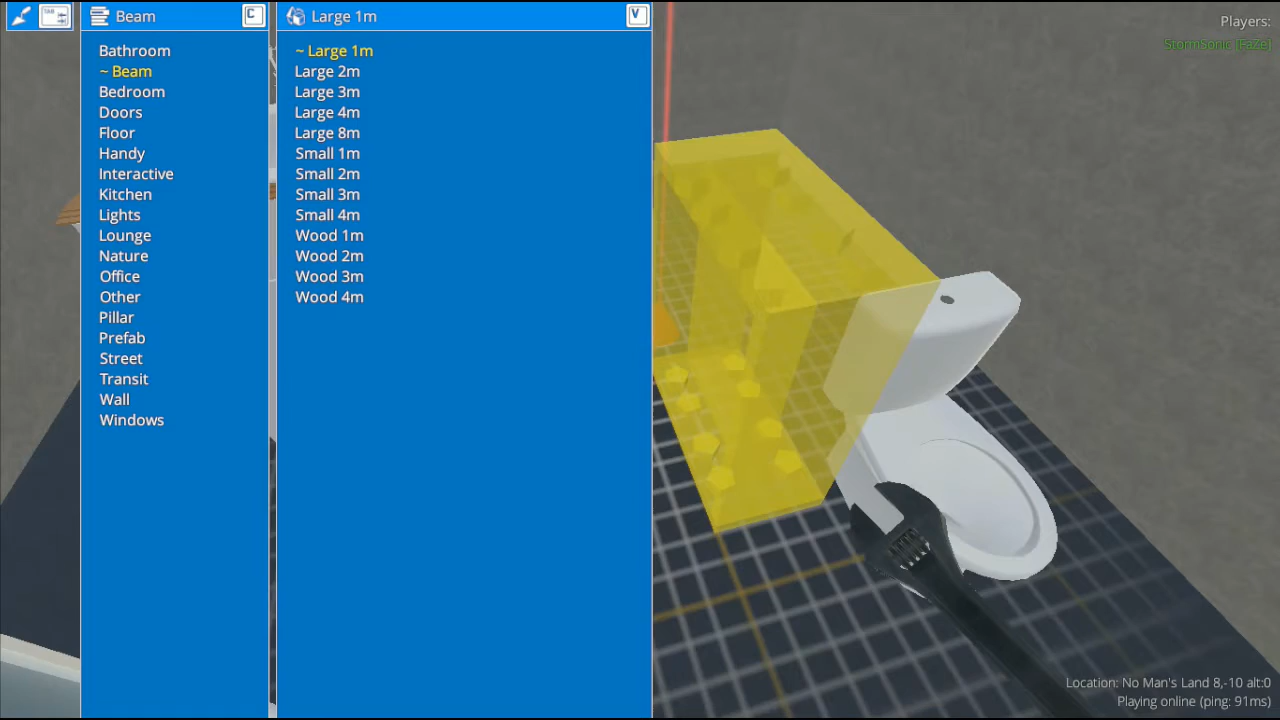 TAB
Beam
C
Bathroom
~ Beam
Bedroom
Doors
Floor
Handy
Interactive
Kitchen
Lights
Lounge
Nature
Office
Other
Pillar
Prefab
Street
Transit
Wall
Windows
Large 1m
V
~ Large 1m
Large 2m
Large 3m
Large 4m
Large 8m
Small 1m
Small 2m
Small 3m
Small 4m
Wood 1m
Wood 2m
Wood 3m
Wood 4m
Players:
StormSonic [FaZe]
Location: No Man's Land 8,-10 alt:0
Playing online (ping: 91ms)